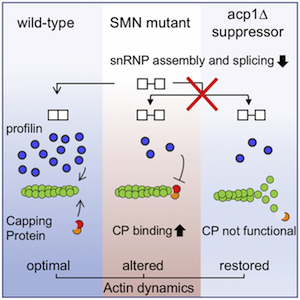 wild-type
SMN mutant
acp1Δ
suppressor
snRNP assembly and splicing
profilin
Capping
Protein
CP binding
CP not functional
optimal
altered
restored
Actin dynamics